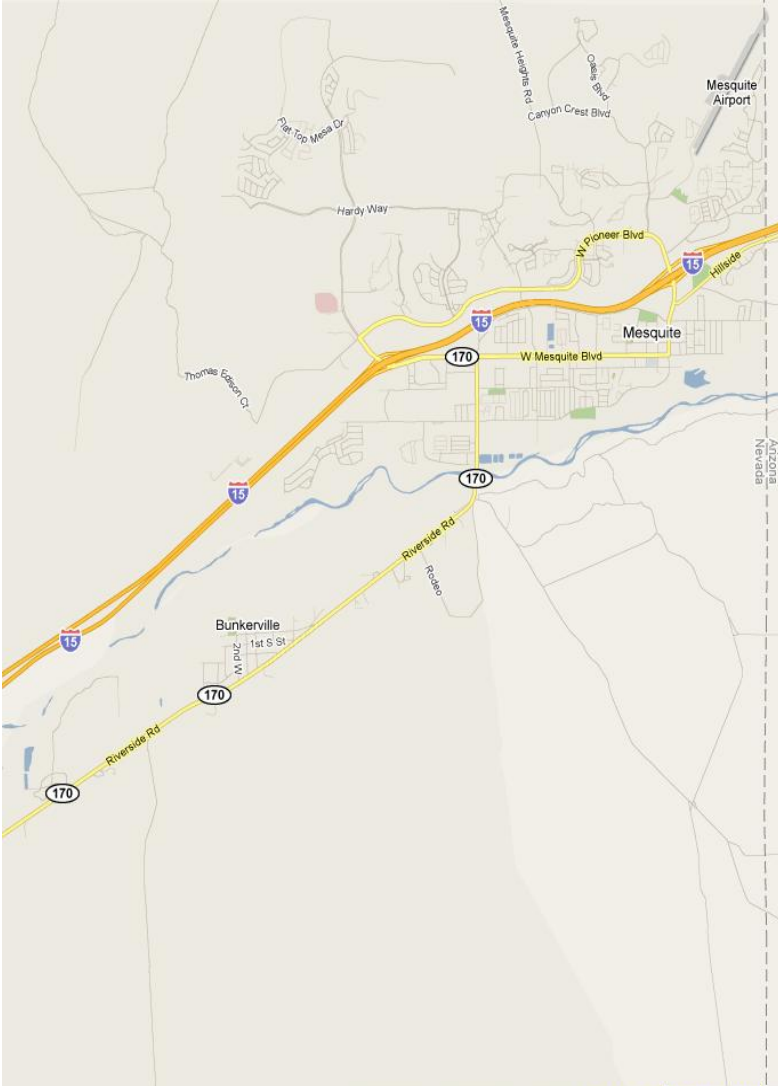 Mesquite Heights Rd
Oasis Blvd
Mesquite
Airport
Canyon Crest Blvd
Flat Top Mesa Dr
Hardy Way
W Pioneer Blvd
15
Hillside
15
Mesquite
170
W Mesquite Blvd
Thomas Edison Ct
Arizona
Nevada
170
15
Riverside Rd
Rodeo
Bunkerville
15
1st S St
2nd W
170
Riverside Rd
170